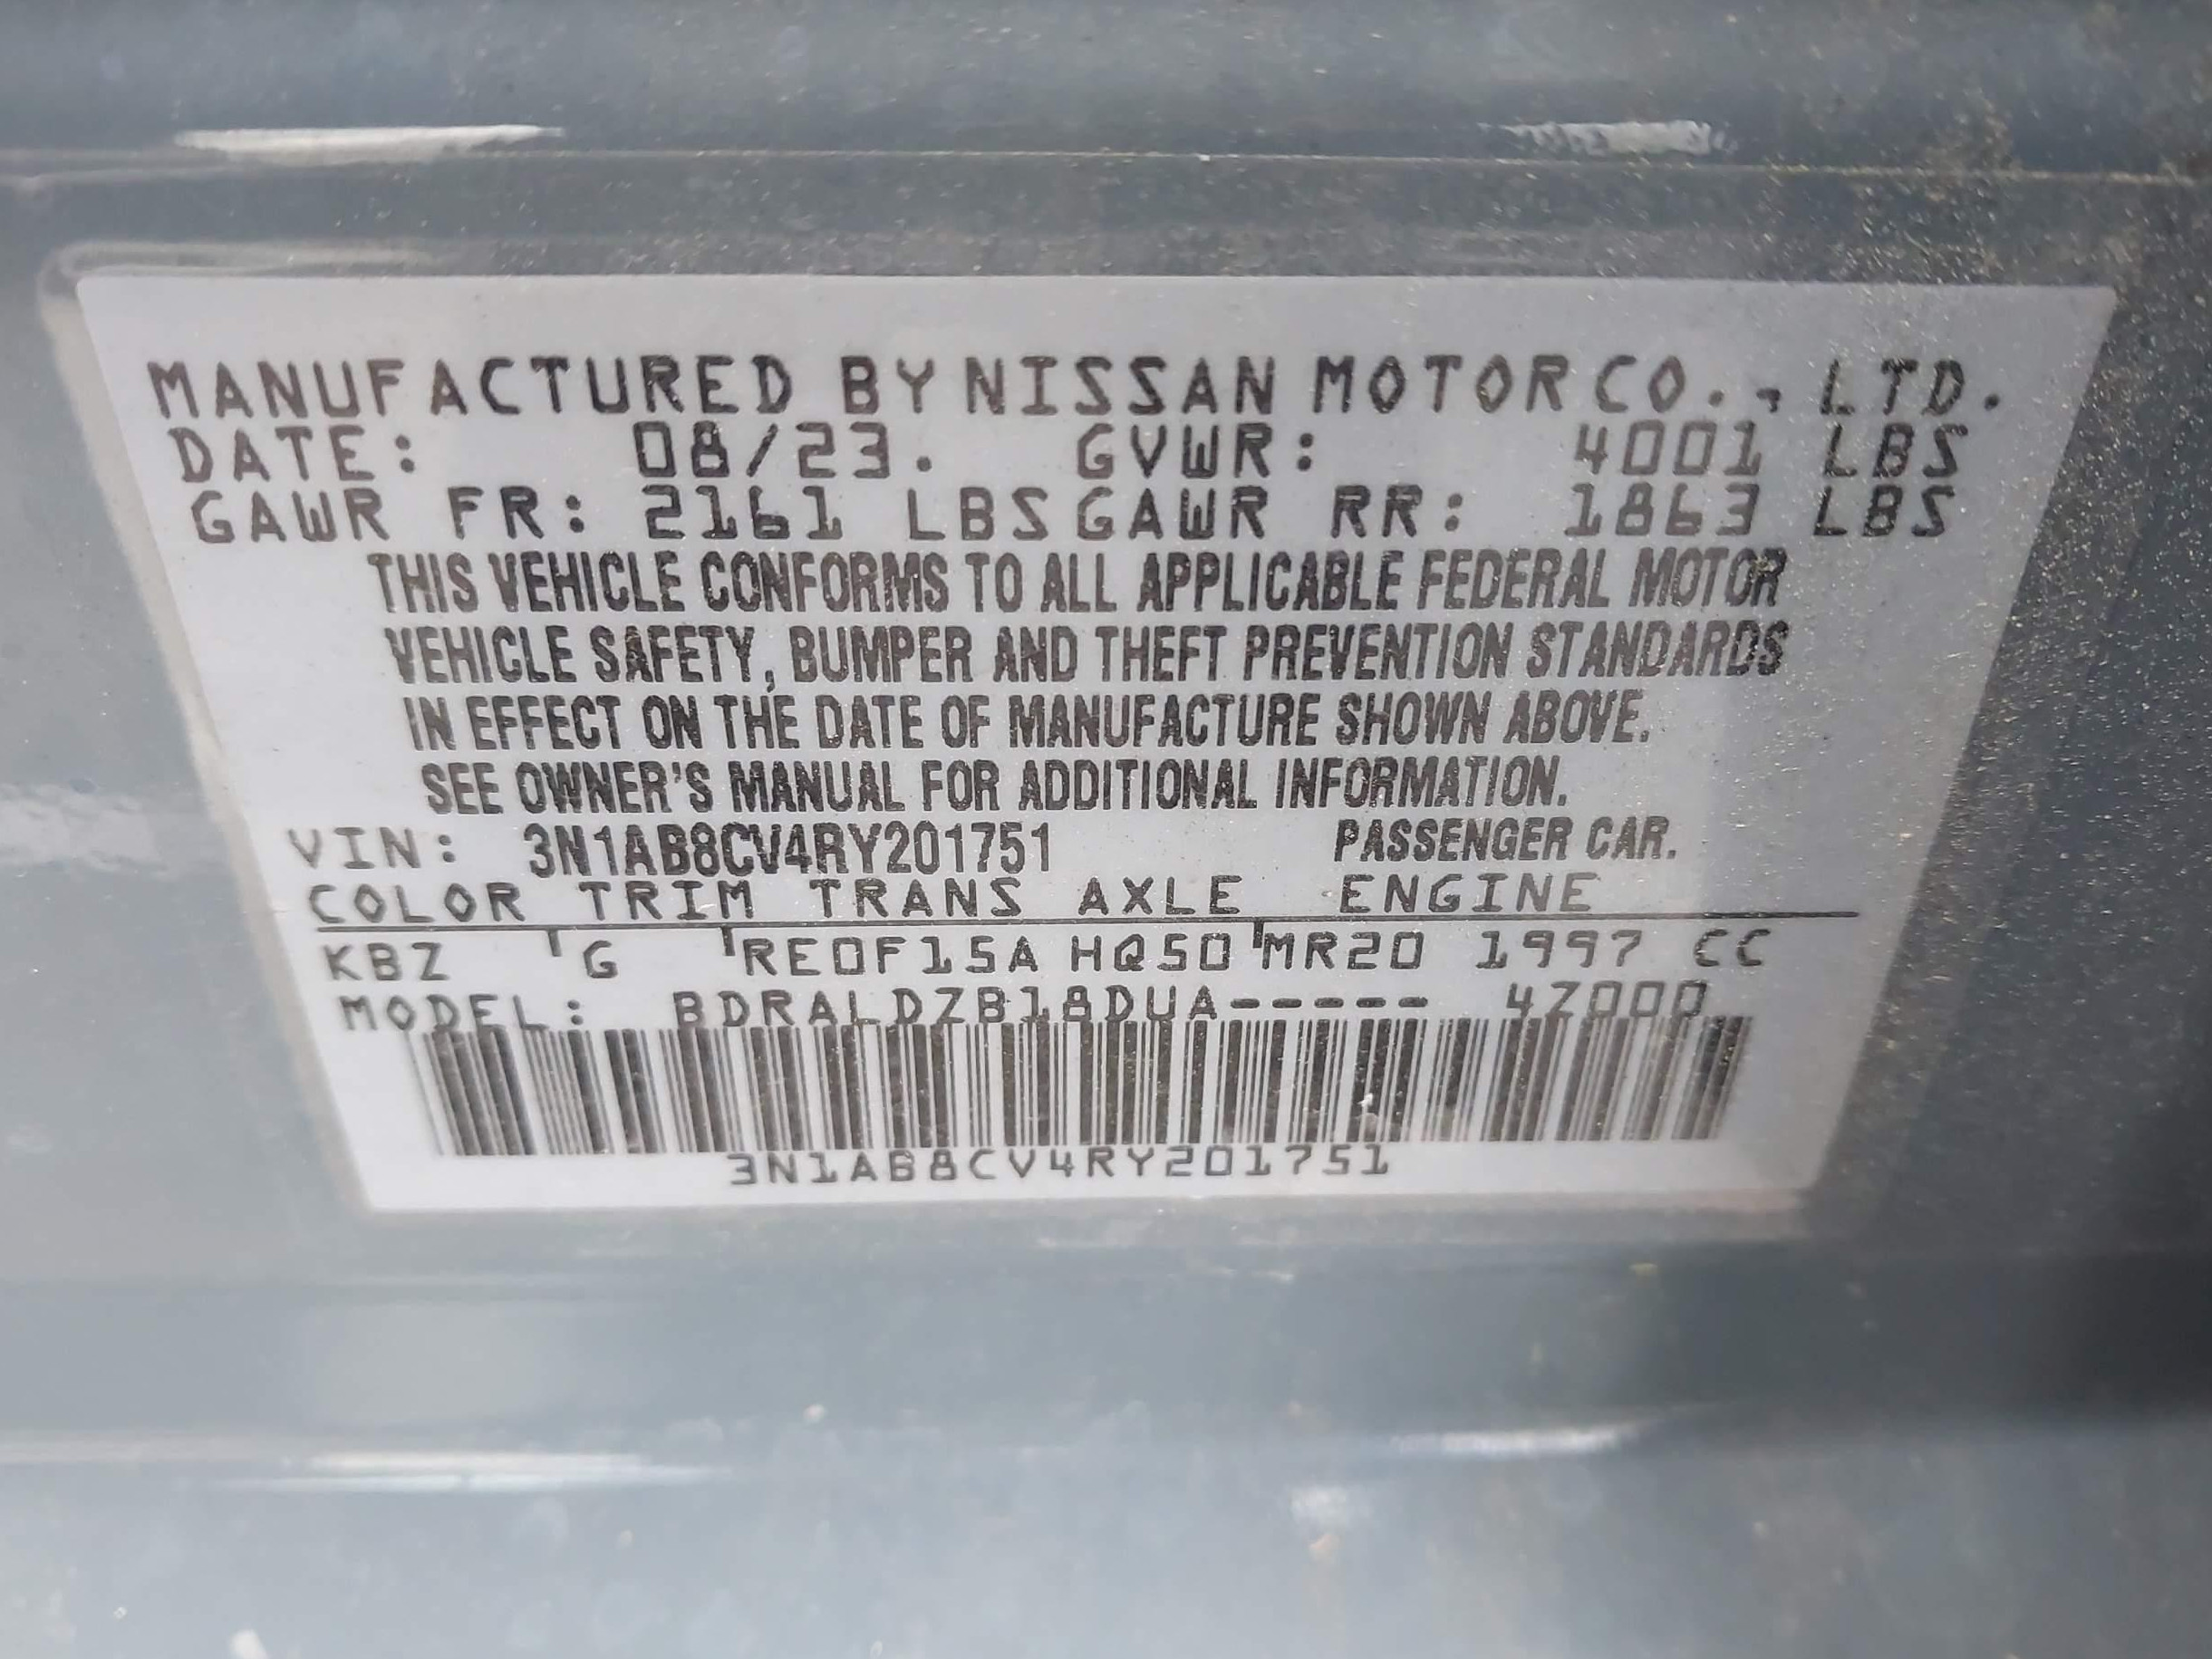 MANUFACTURED BY NISSAN MOTOR CO., LTD.
DATE: 08/23. GVWR: 4001 LBS
GAWR FR: 2161 LBS GAWR RR: 1863 LBS
THIS VEHICLE CONFORMS TO ALL APPLICABLE FEDERAL MOTOR
VEHICLE SAFETY, BUMPER AND THEFT PREVENTION STANDARDS
IN EFFECT ON THE DATE OF MANUFACTURE SHOWN ABOVE.
SEE OWNER'S MANUAL FOR ADDITIONAL INFORMATION.
VIN: 3N1AB8CV4RY201751 PASSENGER CAR.
COLOR TRIM TRANS AXLE ENGINE
KBZ G RE0F15A HQ50 MR20 1997 CC
MODEL: BDRALDZB18DUA----- 4Z000
3N1AB8CV4RY201751